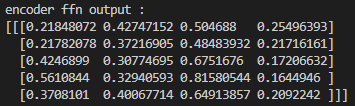 encoder ffn output :
[[[0.21848072 0.42747152 0.504688   0.25496393]
  [0.21782078 0.37216905 0.48483932 0.21716161]
  [0.4246899  0.30774695 0.6751676  0.17206632]
  [0.5610844  0.32940593 0.81580544 0.1644946 ]
  [0.3708101  0.40067714 0.64913857 0.2092242 ]]]